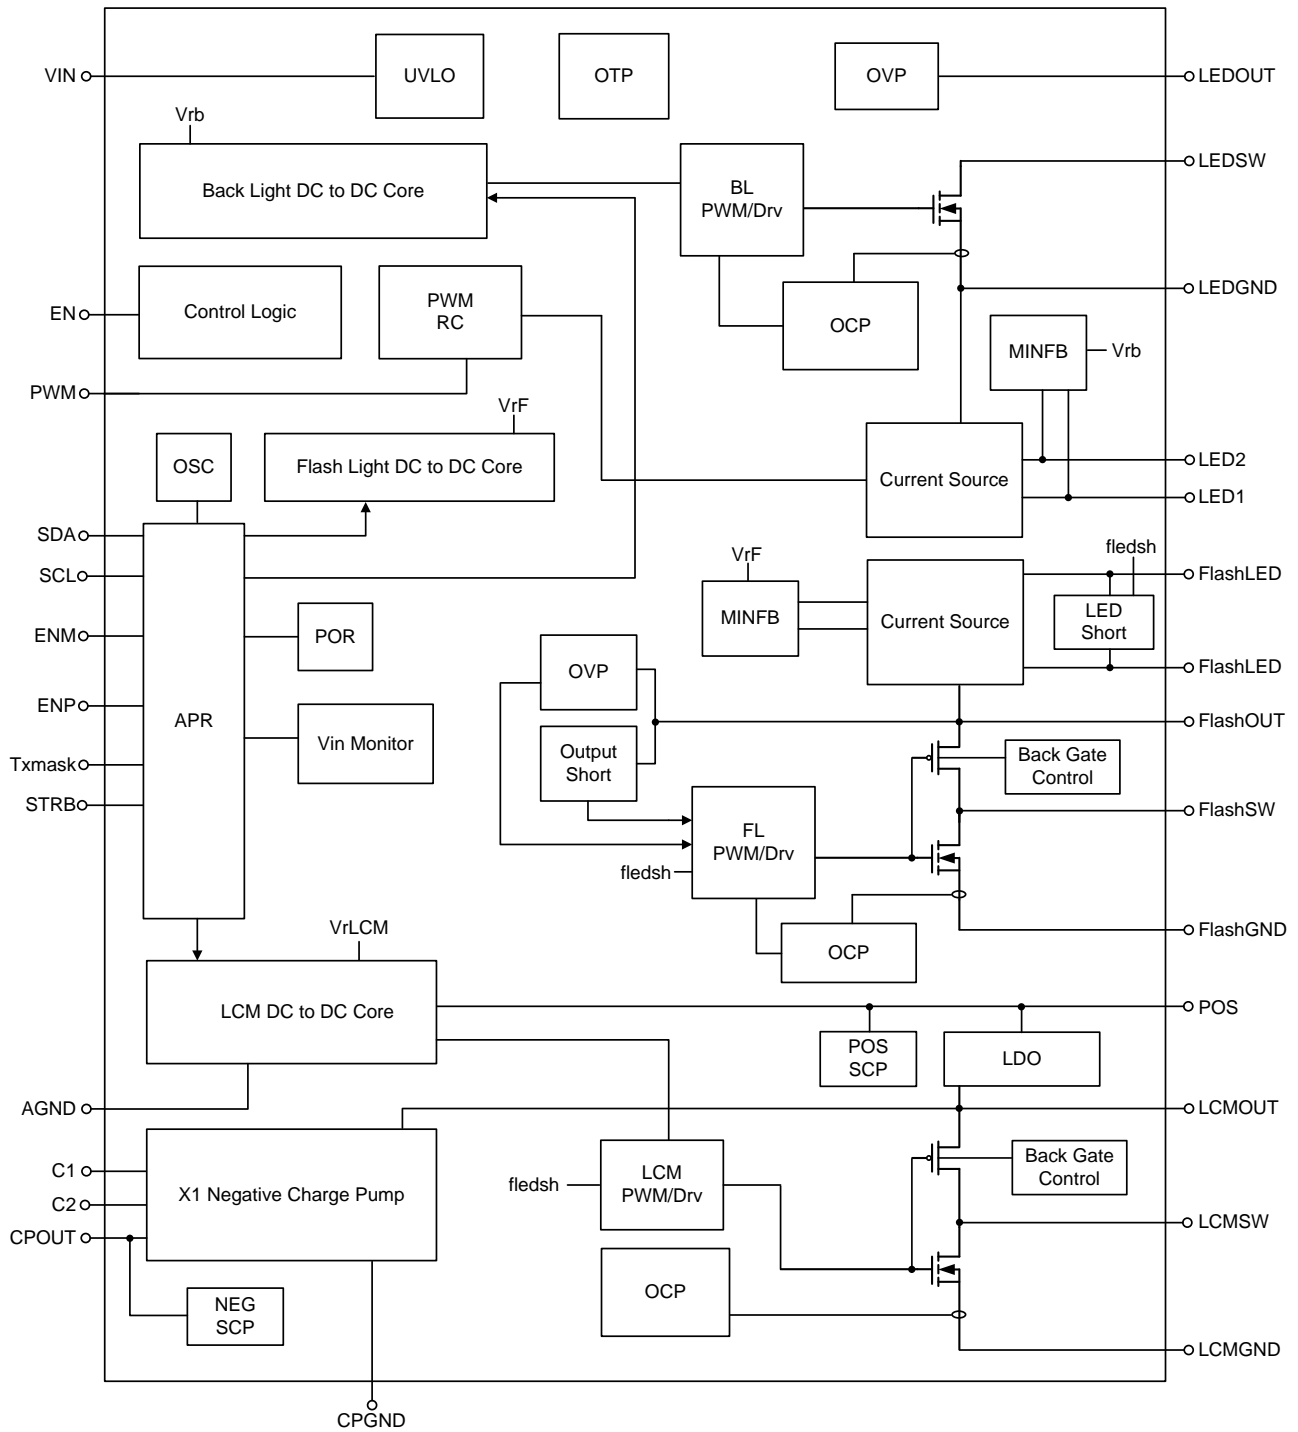 VIN
UVLO
OTP
OVP
LEDOUT
Vrb
Back Light DC to DC Core
BL
PWM/Drv
LEDSW
EN
Control Logic
PWM
RC
OCP
LEDGND
MINFB
Vrb
PWM
VrF
OSC
Flash Light DC to DC Core
Current Source
LED2
LED1
SDA
SCL
ENM
ENP
Txmask
STRB
APR
POR
Vin Monitor
VrF
MINFB
Current Source
fledsh
FlashLED
LED
Short
FlashLED
OVP
Output
Short
FlashOUT
Back Gate
Control
FlashSW
FL
PWM/Drv
fledsh
OCP
FlashGND
VrLCM
LCM DC to DC Core
POS
POS
SCP
LDO
AGND
LCMOUT
C1
C2
CPOUT
X1 Negative Charge Pump
fledsh
LCM
PWM/Drv
Back Gate
Control
LCMSW
NEG
SCP
OCP
LCMGND
CPGND